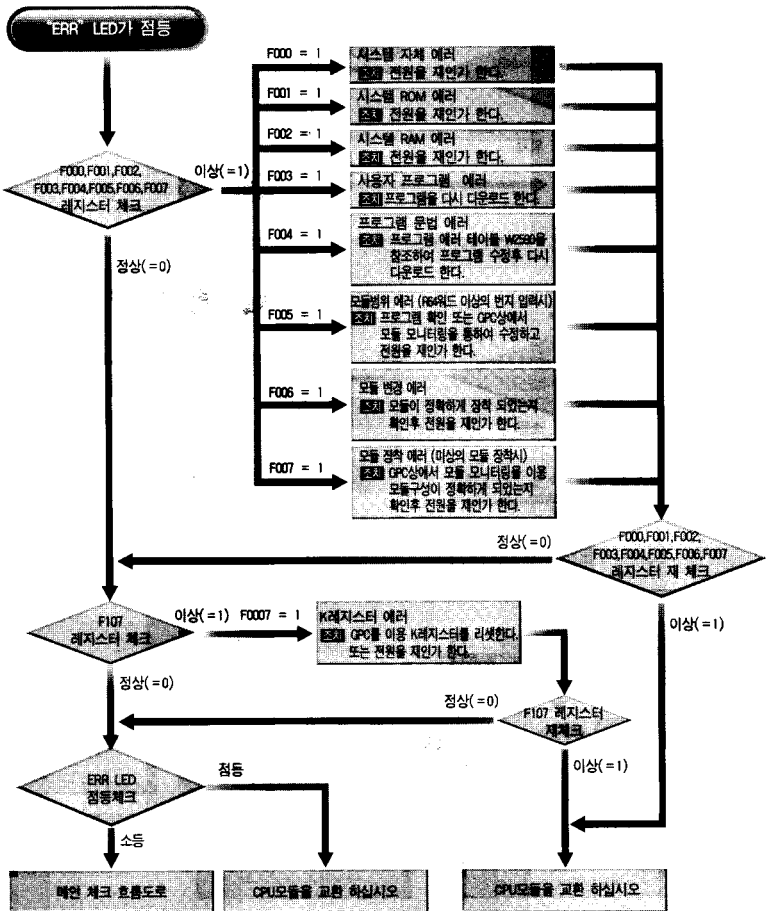 "ERR" LED가 점등
F000,F001,F002,
F003,F004,F005,F006,F007
레지스터 체크
이상(=1)
정상(=0)
F000 = 1
시스템 자체 에러
조치 전원을 재인가 한다.
F001 = 1
시스템 ROM 에러
조치 전원을 재인가 한다.
F002 = 1
시스템 RAM 에러
조치 전원을 재인가 한다.
F003 = 1
사용자 프로그램 에러
조치 프로그램을 다시 다운로드 한다.
F004 = 1
프로그램 문법 에러
조치 프로그램 에러 테이블 W2580을
참조하여 프로그램 수정후 다시
다운로드 한다.
F005 = 1
모듈범위 에러 (R64워드 이상의 번지 입력시)
조치 프로그램 확인 또는 GPC상에서
모듈 모니터링을 통하여 수정하고
전원을 재인가 한다.
F006 = 1
모듈 변경 에러
조치 모듈이 정확하게 장착 되었는지
확인후 전원을 재인가 한다.
F007 = 1
모듈 장착 에러 (이상의 모듈 장착시)
조치 GPC상에서 모듈 모니터링을 이용
모듈구성이 정확하게 되었는지
확인후 전원을 재인가 한다.
F000,F001,F002,
F003,F004,F005,F006,F007
레지스터 재 체크
정상(=0)
이상(=1)
F107
레지스터 체크
이상(=1) F0007 = 1
K레지스터 에러
조치 GPC를 이용 K레지스터를 리셋한다.
또는 전원을 재인가 한다.
정상(=0)
F107 레지스터
재체크
정상(=0)
이상(=1)
ERR LED
점등체크
점등
소등
메인 체크 흐름도로
CPU모듈을 교환 하십시오
CPU모듈을 교환 하십시오